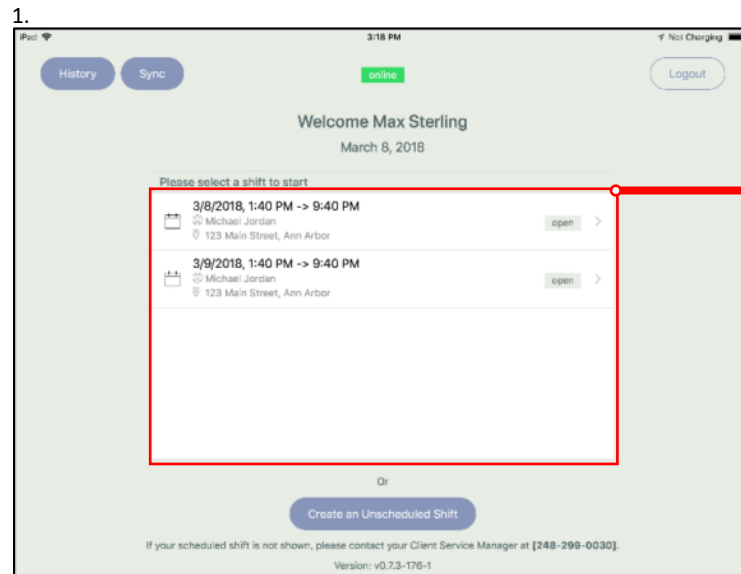 1.
iPad 3:18 PM Not Charging
History Sync online Logout
Welcome Max Sterling
March 8, 2018
Please select a shift to start
3/8/2018, 1:40 PM -> 9:40 PM
Michael Jordan
open
123 Main Street, Ann Arbor
3/9/2018, 1:40 PM -> 9:40 PM
Michael Jordan
open
123 Main Street, Ann Arbor
Or
Create an Unscheduled Shift
If your scheduled shift is not shown, please contact your Client Service Manager at [248-299-0030].
Version: v0.7.3-176-1